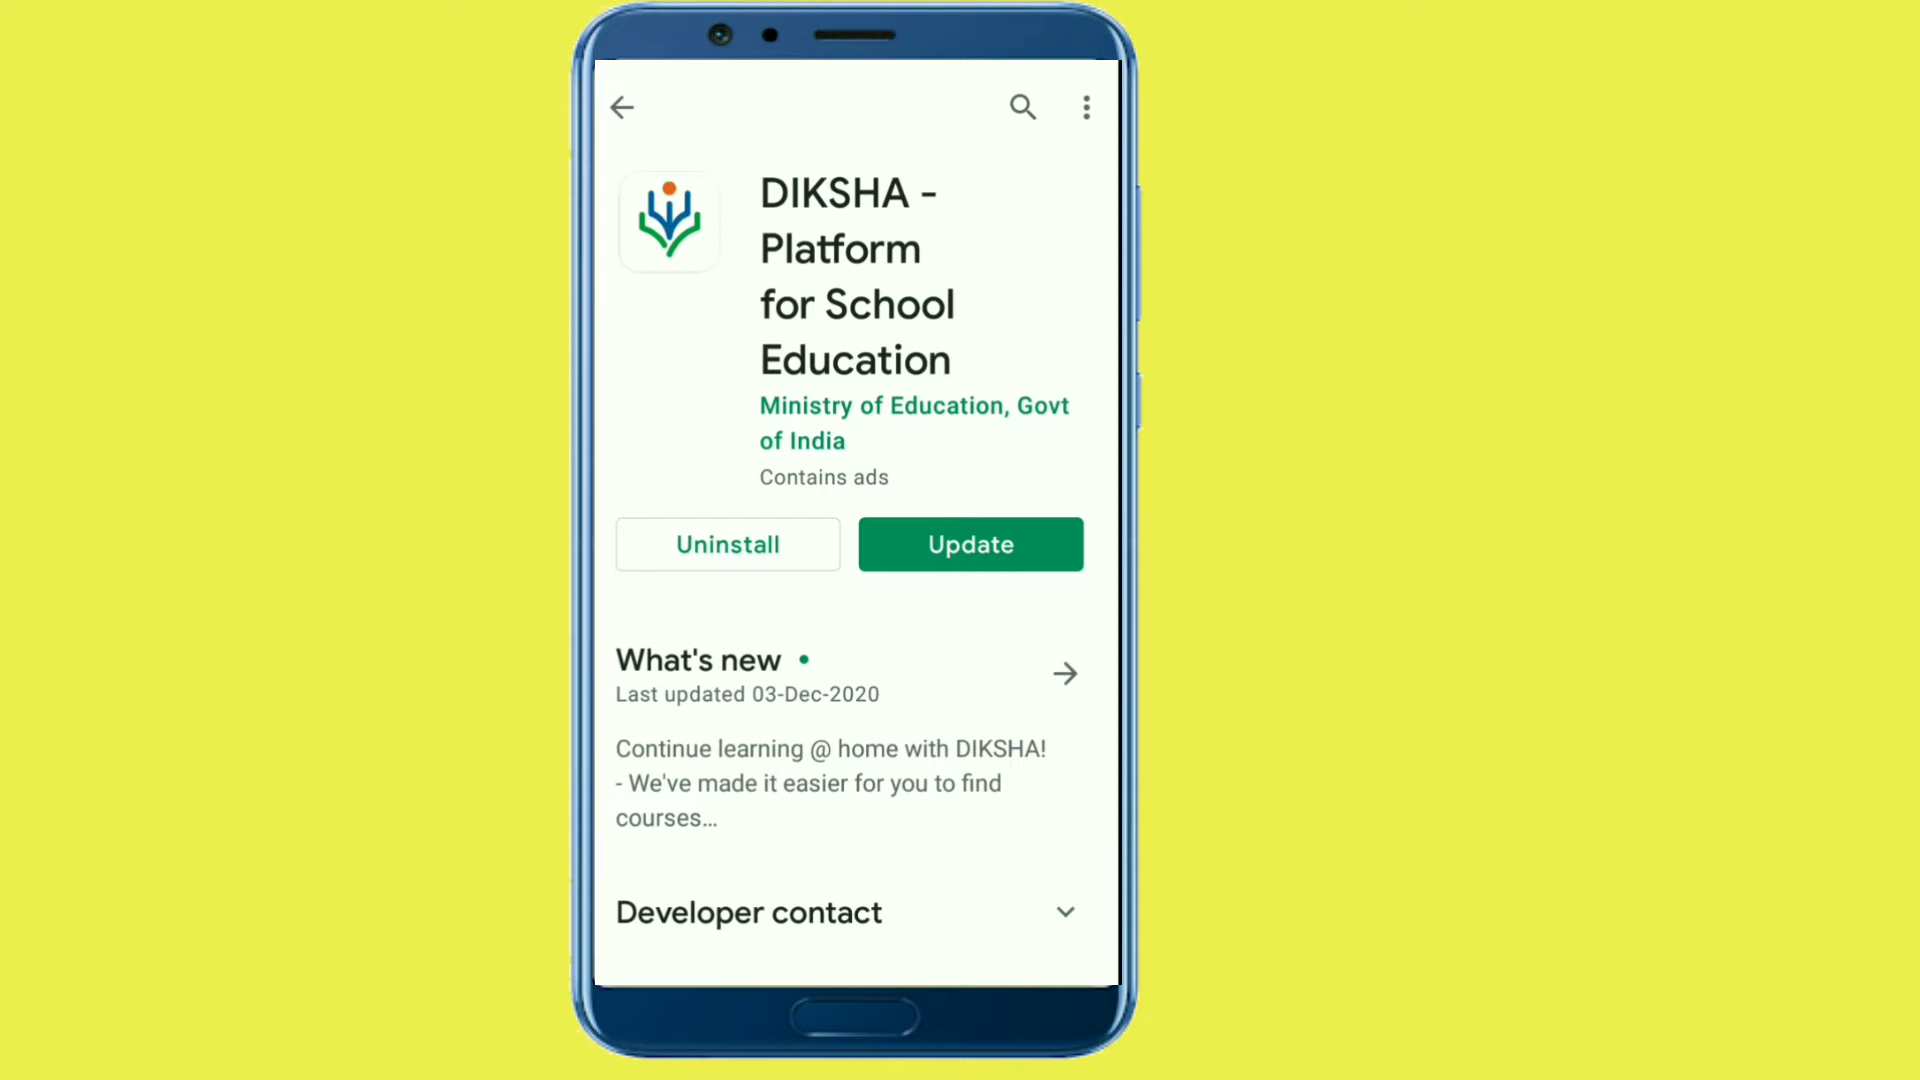 DIKSHA -
Platform
for School
Education
Ministry of Education, Govt
of India
Contains ads
Uninstall
Update
What's new
Last updated 03-Dec-2020
Continue learning @ home with DIKSHA!
- We've made it easier for you to find
courses...
Developer contact